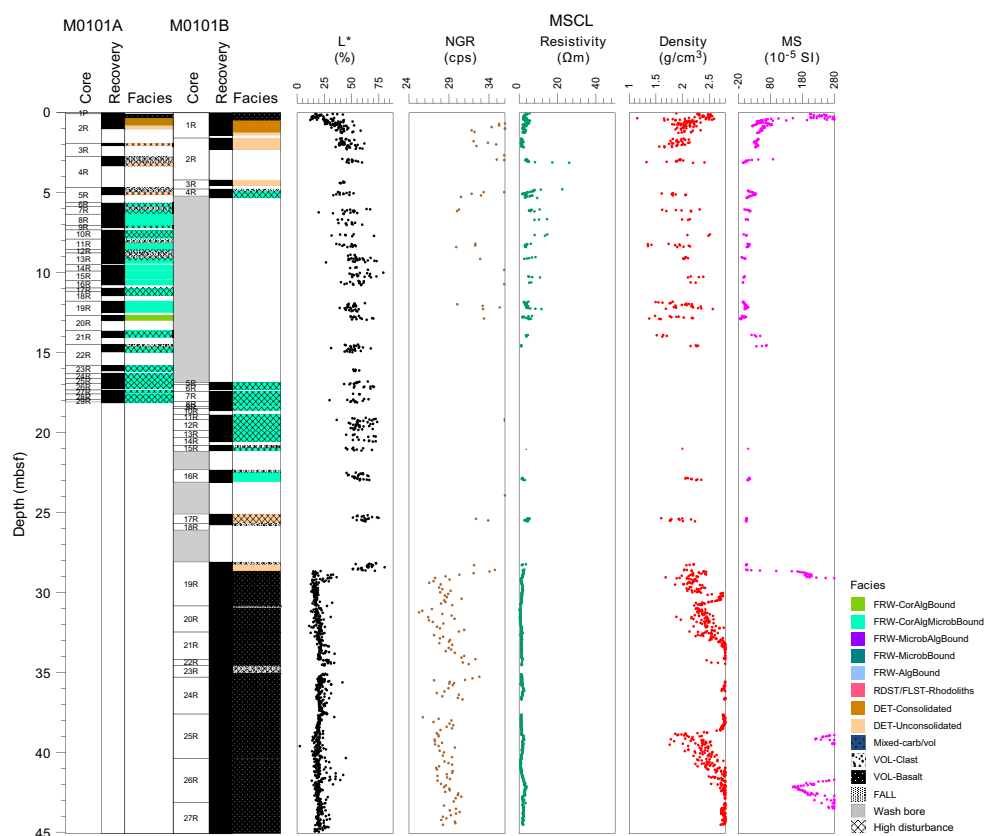 MSCL
M0101A M0101B
L* NGR Resistivity Density MS
(%) (cps) (Ωm) (g/cm³) (10⁻⁵ SI)
Core Recovery Facies Core Recovery Facies
0 25 50 75 24 29 34 0 20 40 1 1.5 2 2.5 -20 80 180 280
Depth (mbsf)
0
5
10
15
20
25
30
35
40
45
1P
2R
3R
4R
5R
6R
7R
8R
9R
10R
11R
12R
13R
14R
15R
16R
17R
18R
19R
20R
21R
22R
23R
24R
25R
26R
27R
28R
29R
1R
2R
3R
4R
5R
6R
7R
8R
10R
11R
12R
13R
14R
15R
16R
17R
18R
19R
20R
21R
22R
23R
24R
25R
26R
27R
Facies
FRW-CorAlgBound
FRW-CorAlgMicrobBound
FRW-MicrobAlgBound
FRW-MicrobBound
FRW-AlgBound
RDST/FLST-Rhodoliths
DET-Consolidated
DET-Unconsolidated
Mixed-carb/vol
VOL-Clast
VOL-Basalt
FALL
Wash bore
High disturbance